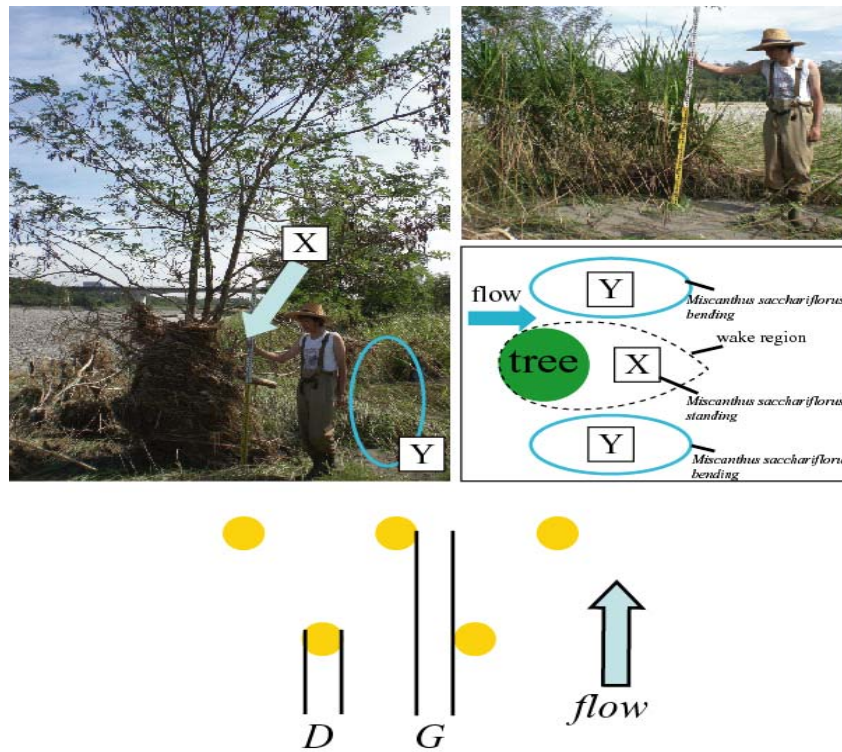 X
Y
flow
Y
Miscanthus sacchariflorus
bending
wake region
tree
X
Miscanthus sacchariflorus
standing
Y
Miscanthus sacchariflorus
bending
D
G
flow